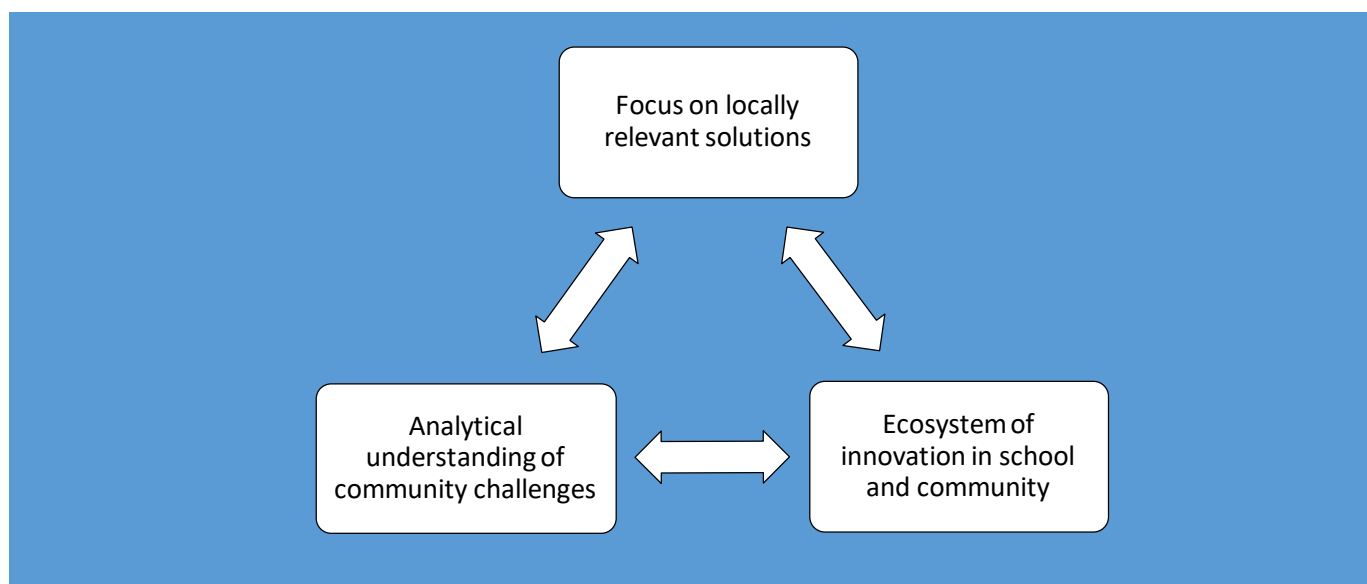 Focus on locally
relevant solutions
Analytical
understanding of
community challenges
Ecosystem of
innovation in school
and community